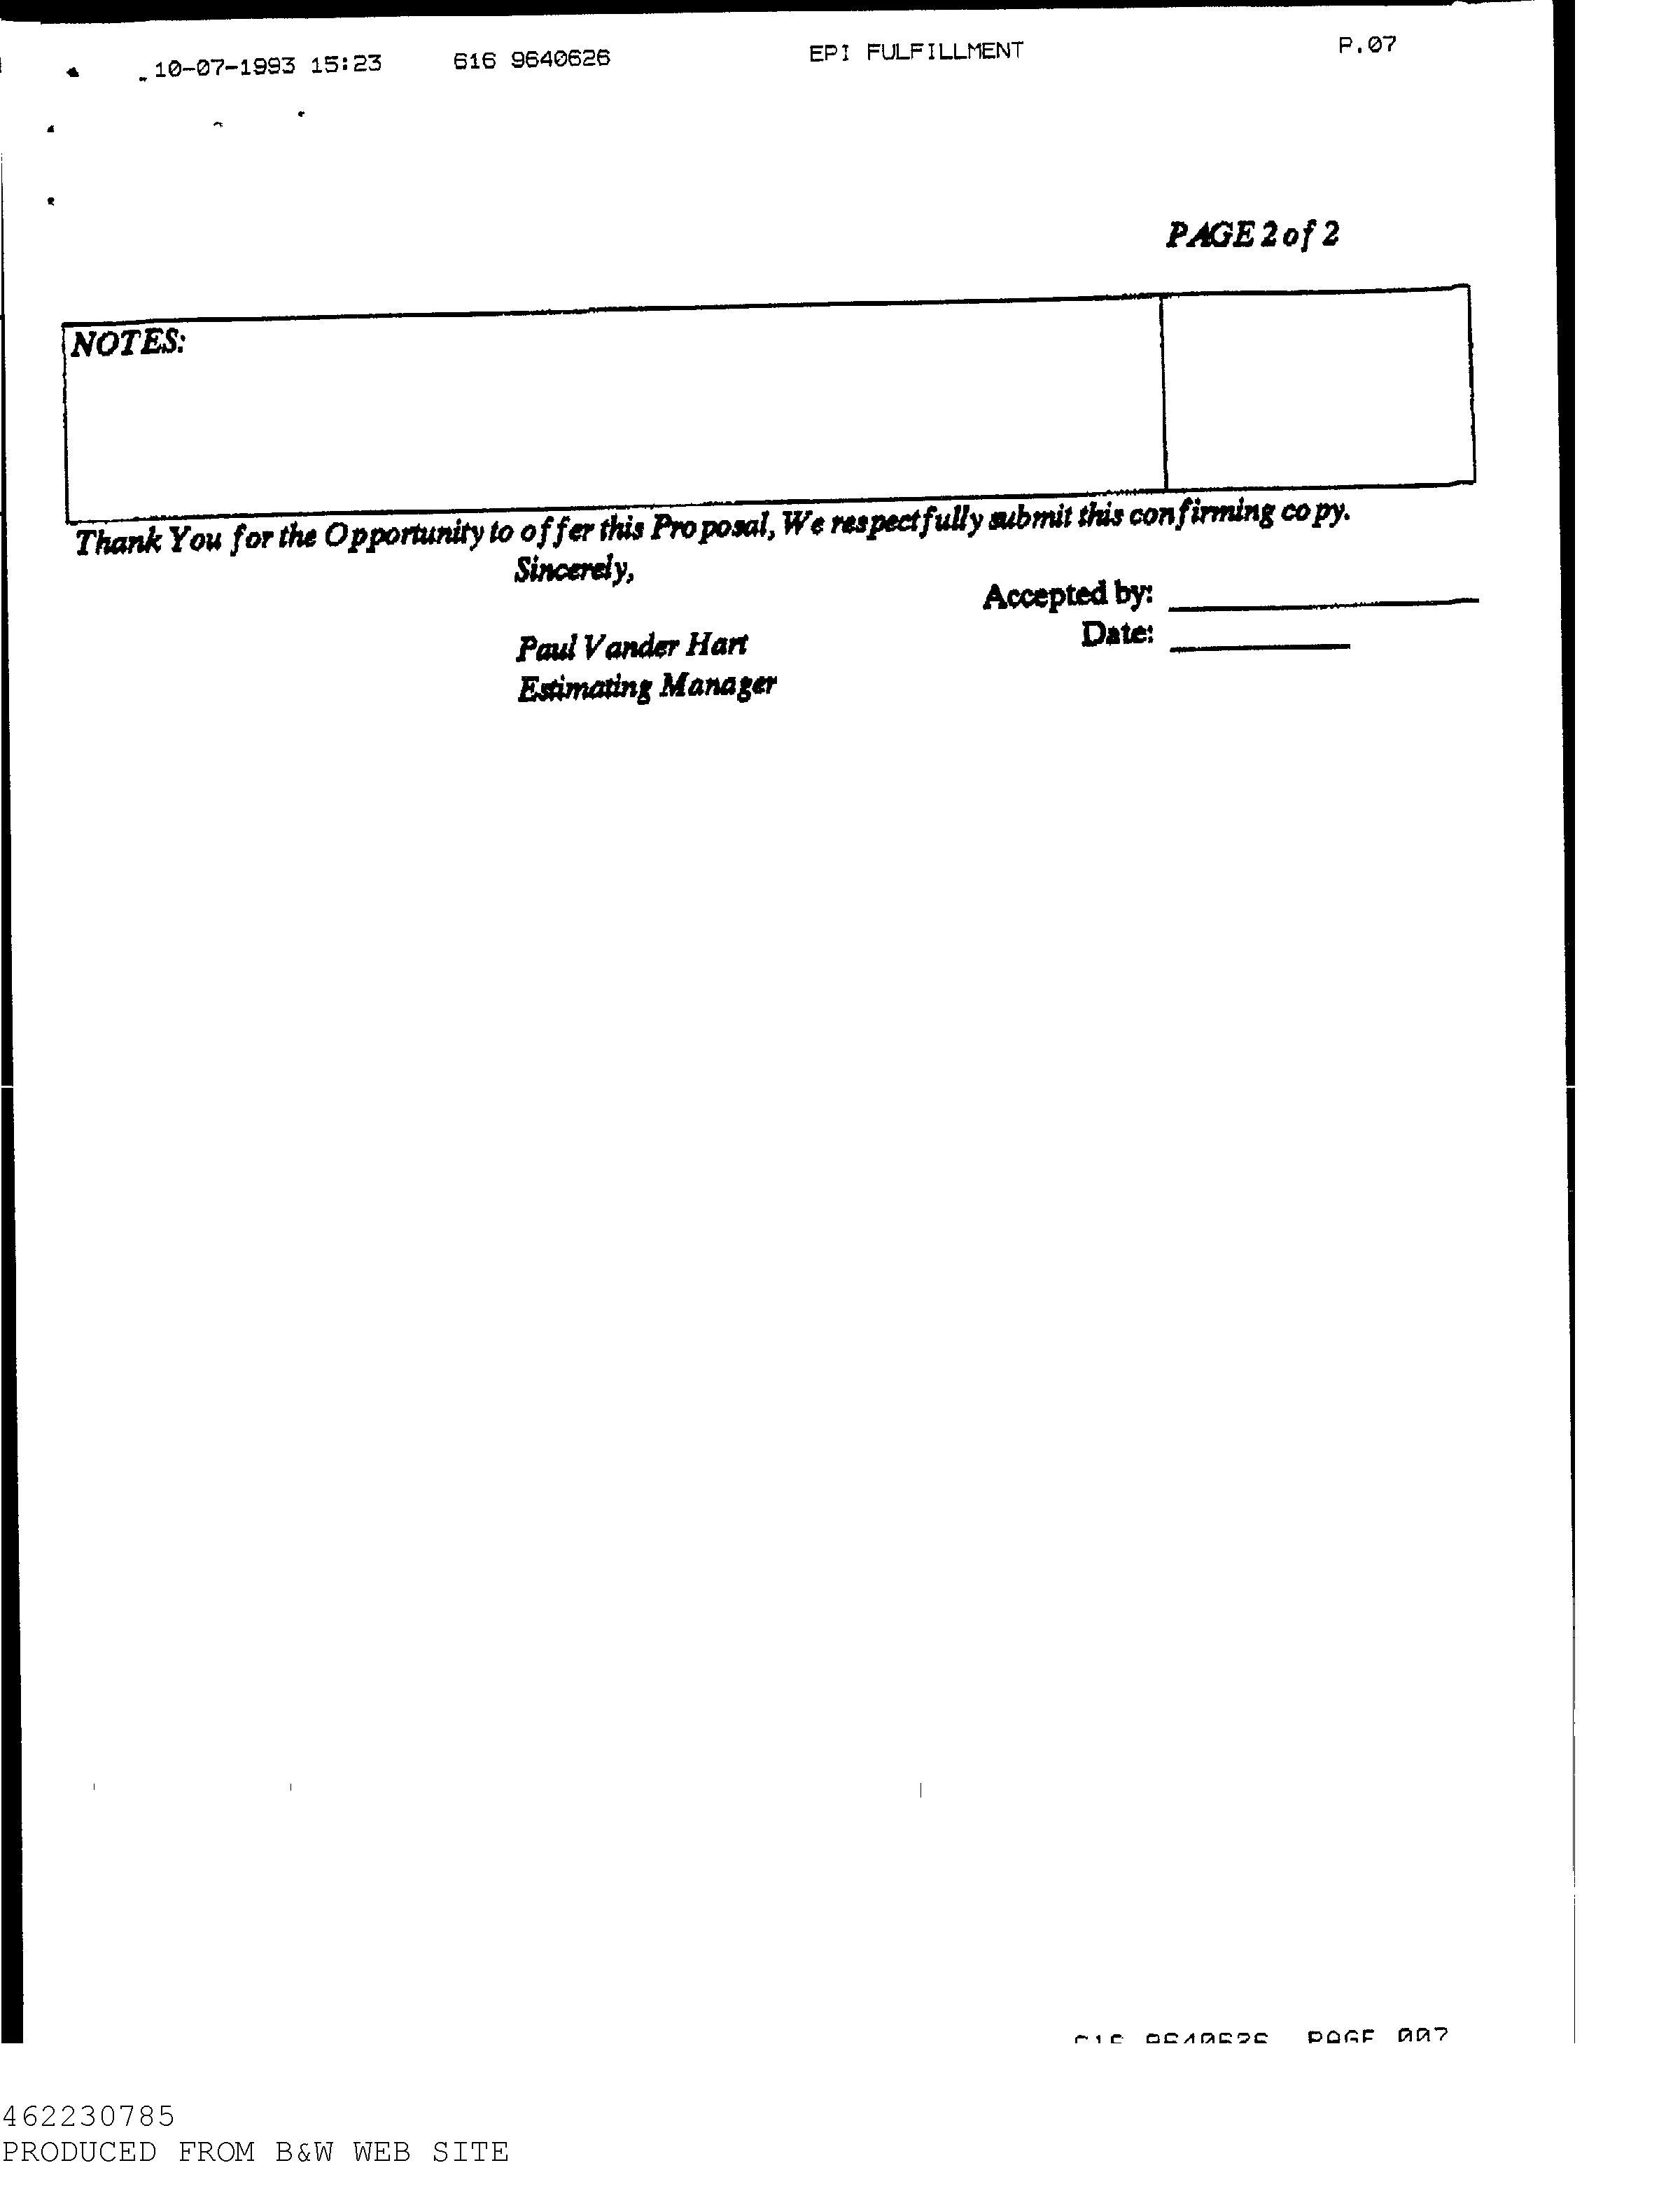 10-07-1993 15:23 616 9640626 EPI FULFILLMENT P.07
PAGE 2 of 2
NOTES:
Thank You for the Opportunity to offer this Proposal, We respectfully submit this confirming copy.
Sincerely,
Accepted by:
Paul Vander Hart
Date:
Estimating Manager
616 9640626 PAGE 007
462230785
PRODUCED FROM B&W WEB SITE